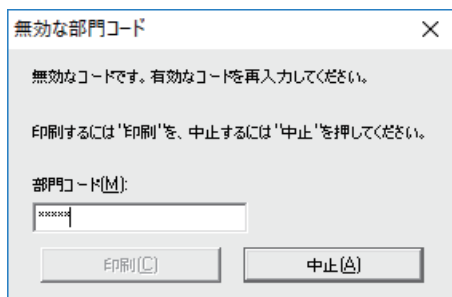 無効な部門コード
無効なコードです。有効なコードを再入力してください。
印刷するには"印刷"を、中止するには"中止"を押してください。
部門コード(M):
*****
印刷(C)
中止(A)